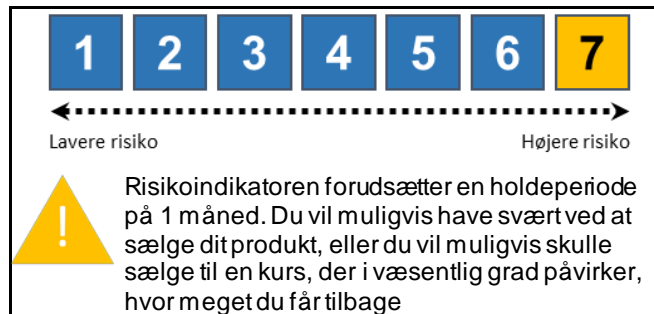 1 2 3 4 5 6 7
Lavere risiko Højere risiko
!
Risikoindikatoren forudsætter en holdeperiode
på 1 måned. Du vil muligvis have svært ved at
sælge dit produkt, eller du vil muligvis skulle
sælge til en kurs, der i væsentlig grad påvirker,
hvor meget du får tilbage